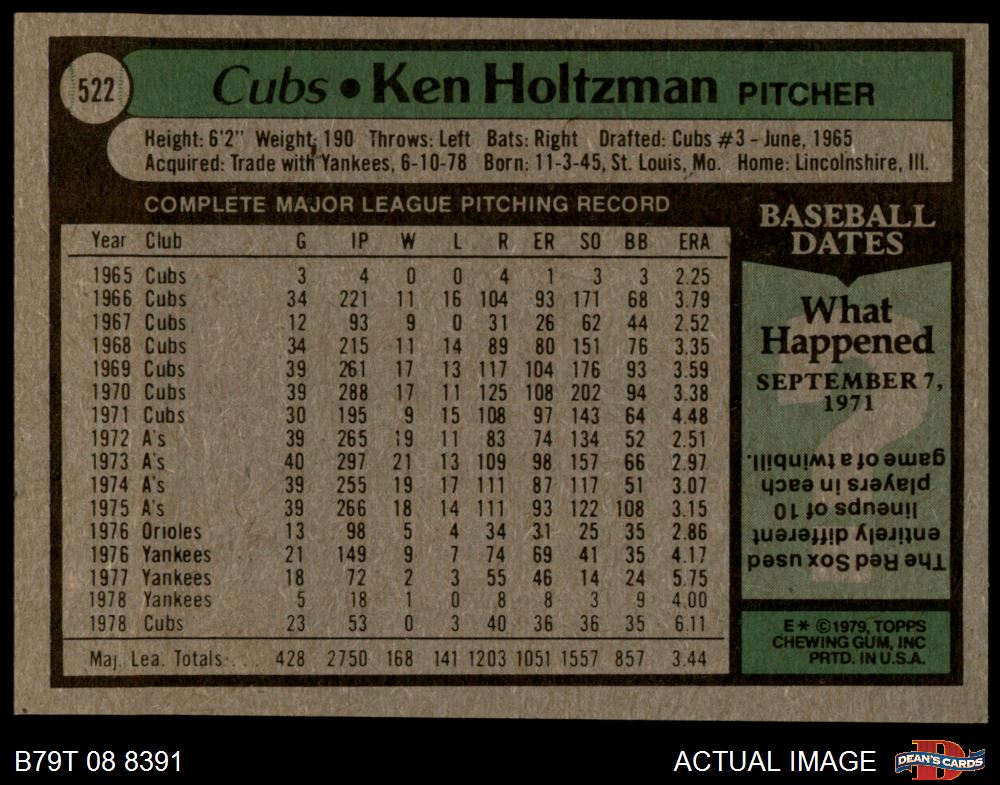 522
Cubs • Ken Holtzman PITCHER
Height: 6'2" Weight: 190 Throws: Left Bats: Right Drafted: Cubs #3 - June, 1965
Acquired: Trade with Yankees, 6-10-78 Born: 11-3-45, St. Louis, Mo. Home: Lincolnshire, Ill.
COMPLETE MAJOR LEAGUE PITCHING RECORD
Year Club G IP W L R ER SO BB ERA
1965 Cubs 3 4 0 0 4 1 3 3 2.25
1966 Cubs 34 221 11 16 104 93 171 68 3.79
1967 Cubs 12 93 9 0 31 26 62 44 2.52
1968 Cubs 34 215 11 14 89 80 151 76 3.35
1969 Cubs 39 261 17 13 117 104 176 93 3.59
1970 Cubs 39 288 17 11 125 108 202 94 3.38
1971 Cubs 30 195 9 15 108 97 143 64 4.48
1972 A's 39 265 19 11 83 74 134 52 2.51
1973 A's 40 297 21 13 109 98 157 66 2.97
1974 A's 39 255 19 17 111 87 117 51 3.07
1975 A's 39 266 18 14 111 93 122 108 3.15
1976 Orioles 13 98 5 4 34 31 25 35 2.86
1976 Yankees 21 149 9 7 74 69 41 35 4.17
1977 Yankees 18 72 2 3 55 46 14 24 5.75
1978 Yankees 5 18 1 0 8 8 3 9 4.00
1978 Cubs 23 53 0 3 40 36 36 35 6.11
Maj. Lea. Totals 428 2750 168 141 1203 1051 1557 857 3.44
BASEBALL
DATES
What
Happened
SEPTEMBER 7,
1971
The Red Sox used
entirely different
lineups of 10
players in each
game of a twinbill.
E* ©1979, TOPPS
CHEWING GUM, INC
PRTD. IN U.S.A.
B79T 08 8391
ACTUAL IMAGE
D
DEAN'S CARDS